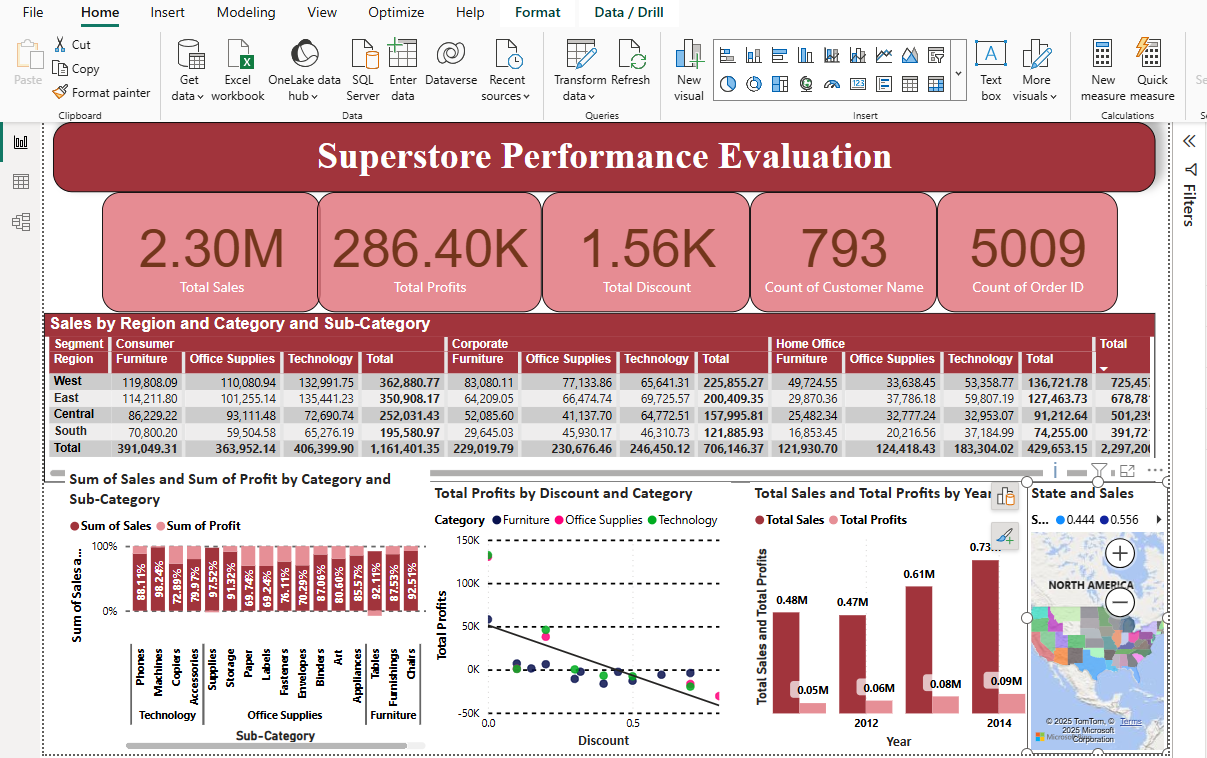 File Home Insert Modeling View Optimize Help Format Data / Drill
Paste
Cut
Copy
Format painter
Clipboard
Get data
Excel workbook
OneLake data hub
SQL Server
Enter data
Dataverse
Recent sources
Data
Transform data
Refresh
Queries
New visual
123
Text box
More visuals
Insert
New measure
Quick measure
Calculations
Superstore Performance Evaluation
Filters
2.30M
Total Sales
286.40K
Total Profits
1.56K
Total Discount
793
Count of Customer Name
5009
Count of Order ID
Sales by Region and Category and Sub-Category
Segment Consumer Corporate Home Office Total
Region Furniture Office Supplies Technology Total Furniture Office Supplies Technology Total Furniture Office Supplies Technology Total
West 119,808.09 110,080.94 132,991.75 362,880.77 83,080.11 77,133.86 65,641.31 225,855.27 49,724.55 33,638.45 53,358.77 136,721.78 725,457
East 114,211.80 101,255.14 135,441.23 350,908.17 64,209.05 66,474.74 69,725.57 200,409.35 29,870.36 37,786.18 59,807.19 127,463.73 678,78
Central 86,229.22 93,111.48 72,690.74 252,031.43 52,085.60 41,137.70 64,772.51 157,995.81 25,482.34 32,777.24 32,953.07 91,212.64 501,239
South 70,800.20 59,504.58 65,276.19 195,580.97 29,645.03 45,930.17 46,310.73 121,885.93 16,853.45 20,216.56 37,184.99 74,255.00 391,72
Total 391,049.31 363,952.14 406,399.90 1,161,401.35 229,019.79 230,676.46 246,450.12 706,146.37 121,930.70 124,418.43 183,304.02 429,653.15 2,297,200
Sum of Sales and Sum of Profit by Category and
Sub-Category
Sum of Sales Sum of Profit
Sum of Sales a...
100%
0%
88.11% 98.24% 72.89% 79.97% 97.52% 91.32% 69.74% 69.24% 76.11% 70.29% 87.06% 80.60% 85.57% 92.11% 87.53% 92.51%
Phones Machines Copiers Accessories Supplies Storage Paper Labels Fasteners Envelopes Binders Art Appliances Tables Furnishings Chairs
Technology Office Supplies Furniture
Sub-Category
Total Profits by Discount and Category
Category Furniture Office Supplies Technology
Total Profits
150K
100K
50K
0K
-50K
0.0 0.5
Discount
Total Sales and Total Profits by Year
Total Sales Total Profits
Total Sales and Total Profits
0.48M 0.47M 0.61M 0.73...
0.05M 0.06M 0.08M 0.09M
2012 2014
Year
State and Sales
S... 0.444 0.556
NORTH AMERICA
© 2025 TomTom, ©
2025 Microsoft
Corporation
Terms